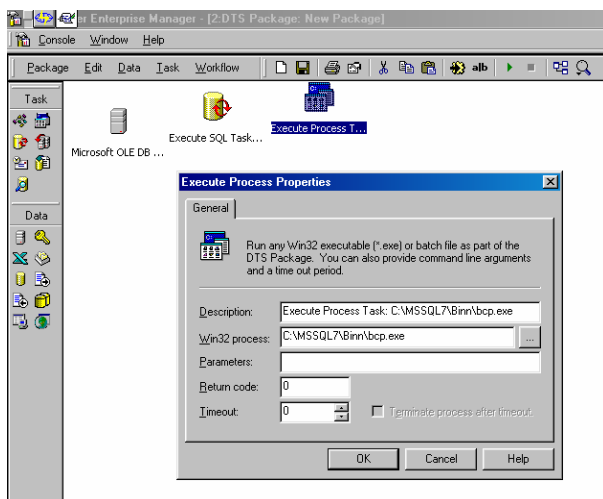 er Enterprise Manager - [2:DTS Package: New Package]
Console Window Help
Package Edit Data Task Workflow
Task
Microsoft OLE DB ...
Execute SQL Task...
Execute Process T...
Data
Execute Process Properties
General
Run any Win32 executable (*.exe) or batch file as part of the
DTS Package. You can also provide command line arguments
and a time out period.
Description: Execute Process Task: C:\MSSQL7\Binn\bcp.exe
Win32 process: C:\MSSQL7\Binn\bcp.exe ...
Parameters:
Return code: 0
Timeout: 0 Terminate process after timeout.
OK Cancel Help